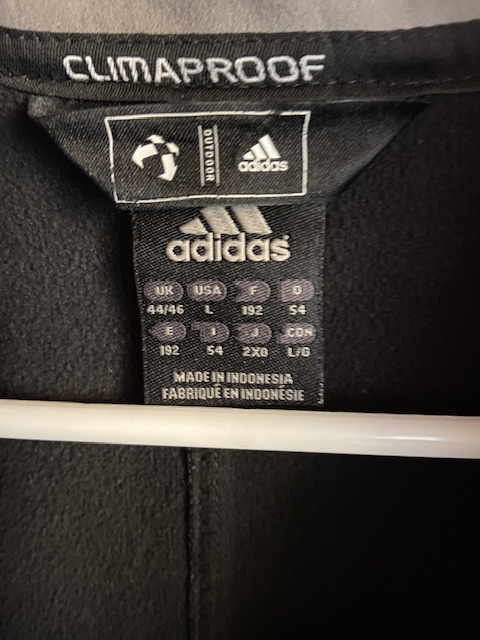 CLIMAPROOF
OUTDOOR
adidas
adidas
UK USA F D
44/46 L 192 54
E I J CDN
192 54 2XO L/G
MADE IN INDONESIA
FABRIQUÉ EN INDONÉSIE